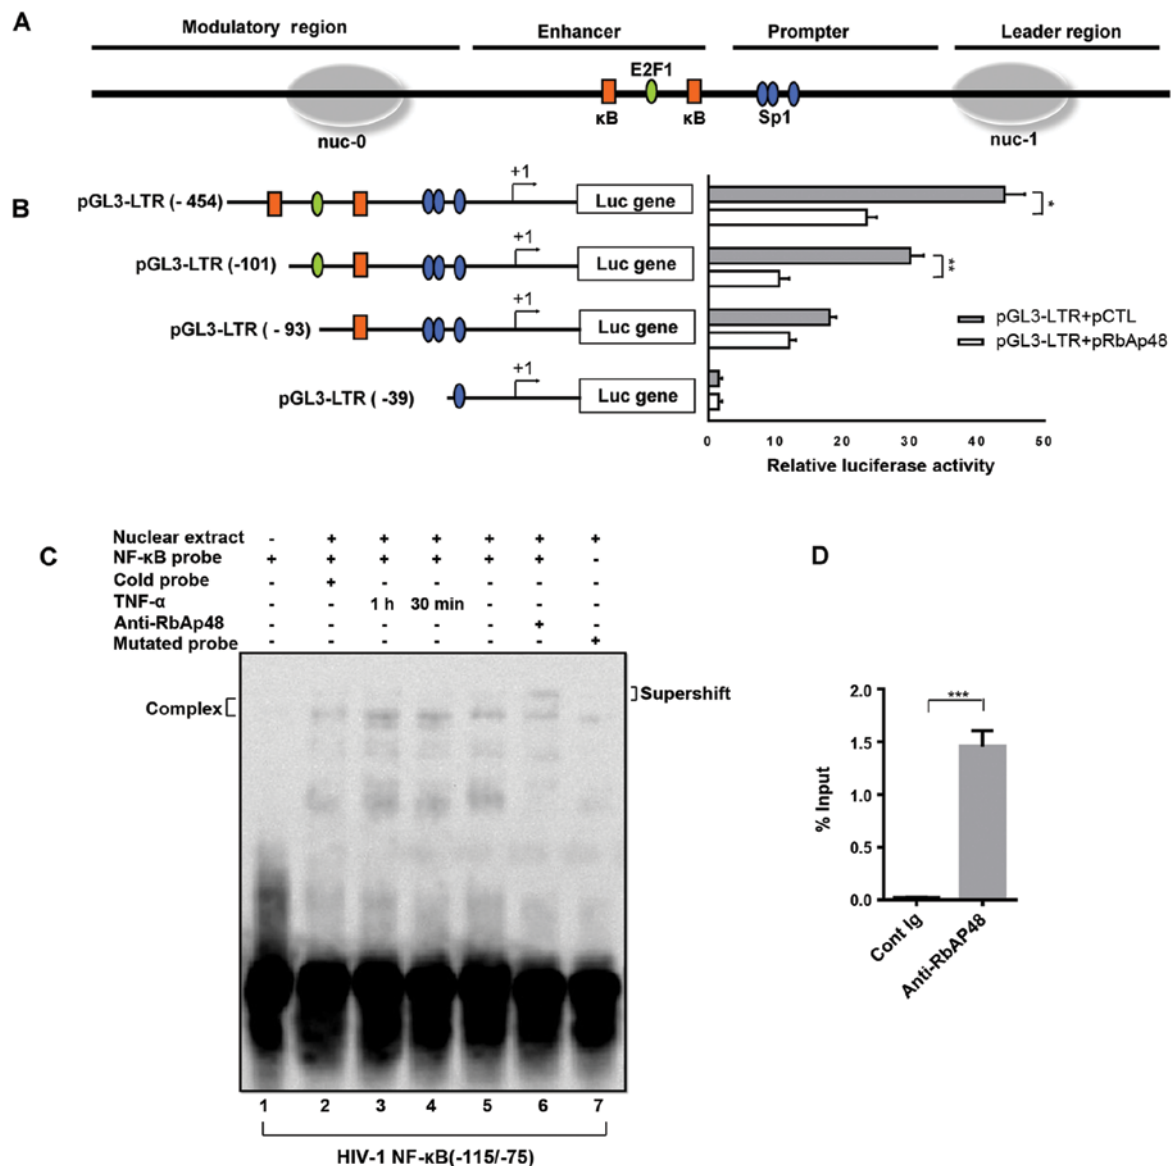 A
Modulatory region
Enhancer
Prompter
Leader region
E2F1
κB
κB
Sp1
nuc-0
nuc-1
B
pGL3-LTR (- 454)
+1
Luc gene
*
pGL3-LTR (-101)
+1
Luc gene
**
pGL3-LTR ( - 93)
+1
Luc gene
pGL3-LTR+pCTL
pGL3-LTR+pRbAp48
pGL3-LTR ( -39)
+1
Luc gene
0 10 20 30 40 50
Relative luciferase activity
C
Nuclear extract - + + + + + +
NF-κB probe + + + + + + -
Cold probe - + - - - - -
TNF-α - - 1 h 30 min - - -
Anti-RbAp48 - - - - - + -
Mutated probe - - - - - - +
Complex
Supershift
1 2 3 4 5 6 7
HIV-1 NF-κB(-115/-75)
D
***
2.0
1.5
1.0
0.5
0.0
% Input
Cont Ig
Anti-RbAP48